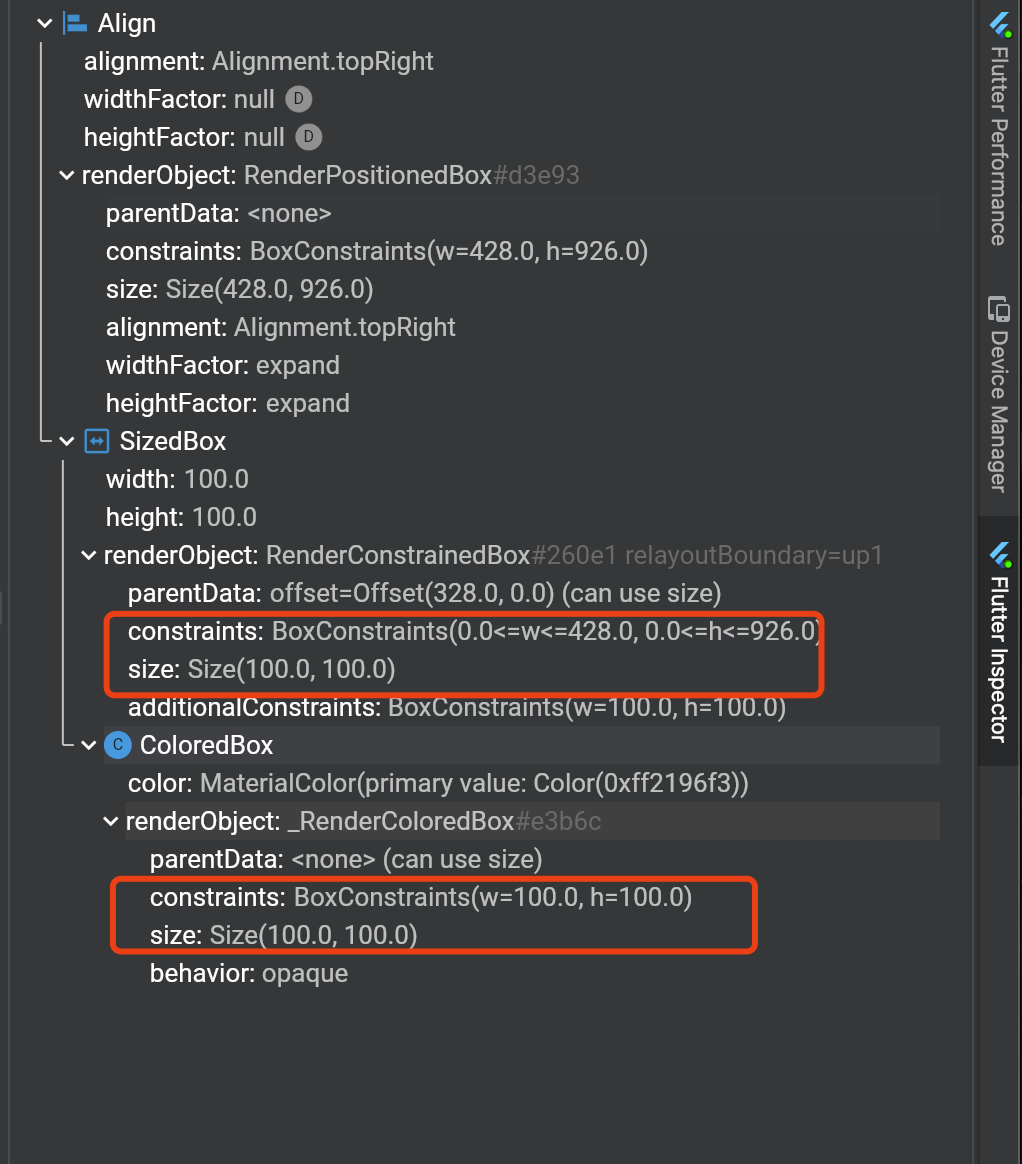 Align
alignment: Alignment.topRight
widthFactor: null D
heightFactor: null D
renderObject: RenderPositionedBox#d3e93
parentData: <none>
constraints: BoxConstraints(w=428.0, h=926.0)
size: Size(428.0, 926.0)
alignment: Alignment.topRight
widthFactor: expand
heightFactor: expand
SizedBox
width: 100.0
height: 100.0
renderObject: RenderConstrainedBox#260e1 relayoutBoundary=up1
parentData: offset=Offset(328.0, 0.0) (can use size)
constraints: BoxConstraints(0.0<=w<=428.0, 0.0<=h<=926.0)
size: Size(100.0, 100.0)
additionalConstraints: BoxConstraints(w=100.0, h=100.0)
C ColoredBox
color: MaterialColor(primary value: Color(0xff2196f3))
renderObject: _RenderColoredBox#e3b6c
parentData: <none> (can use size)
constraints: BoxConstraints(w=100.0, h=100.0)
size: Size(100.0, 100.0)
behavior: opaque
Flutter Performance
Device Manager
Flutter Inspector